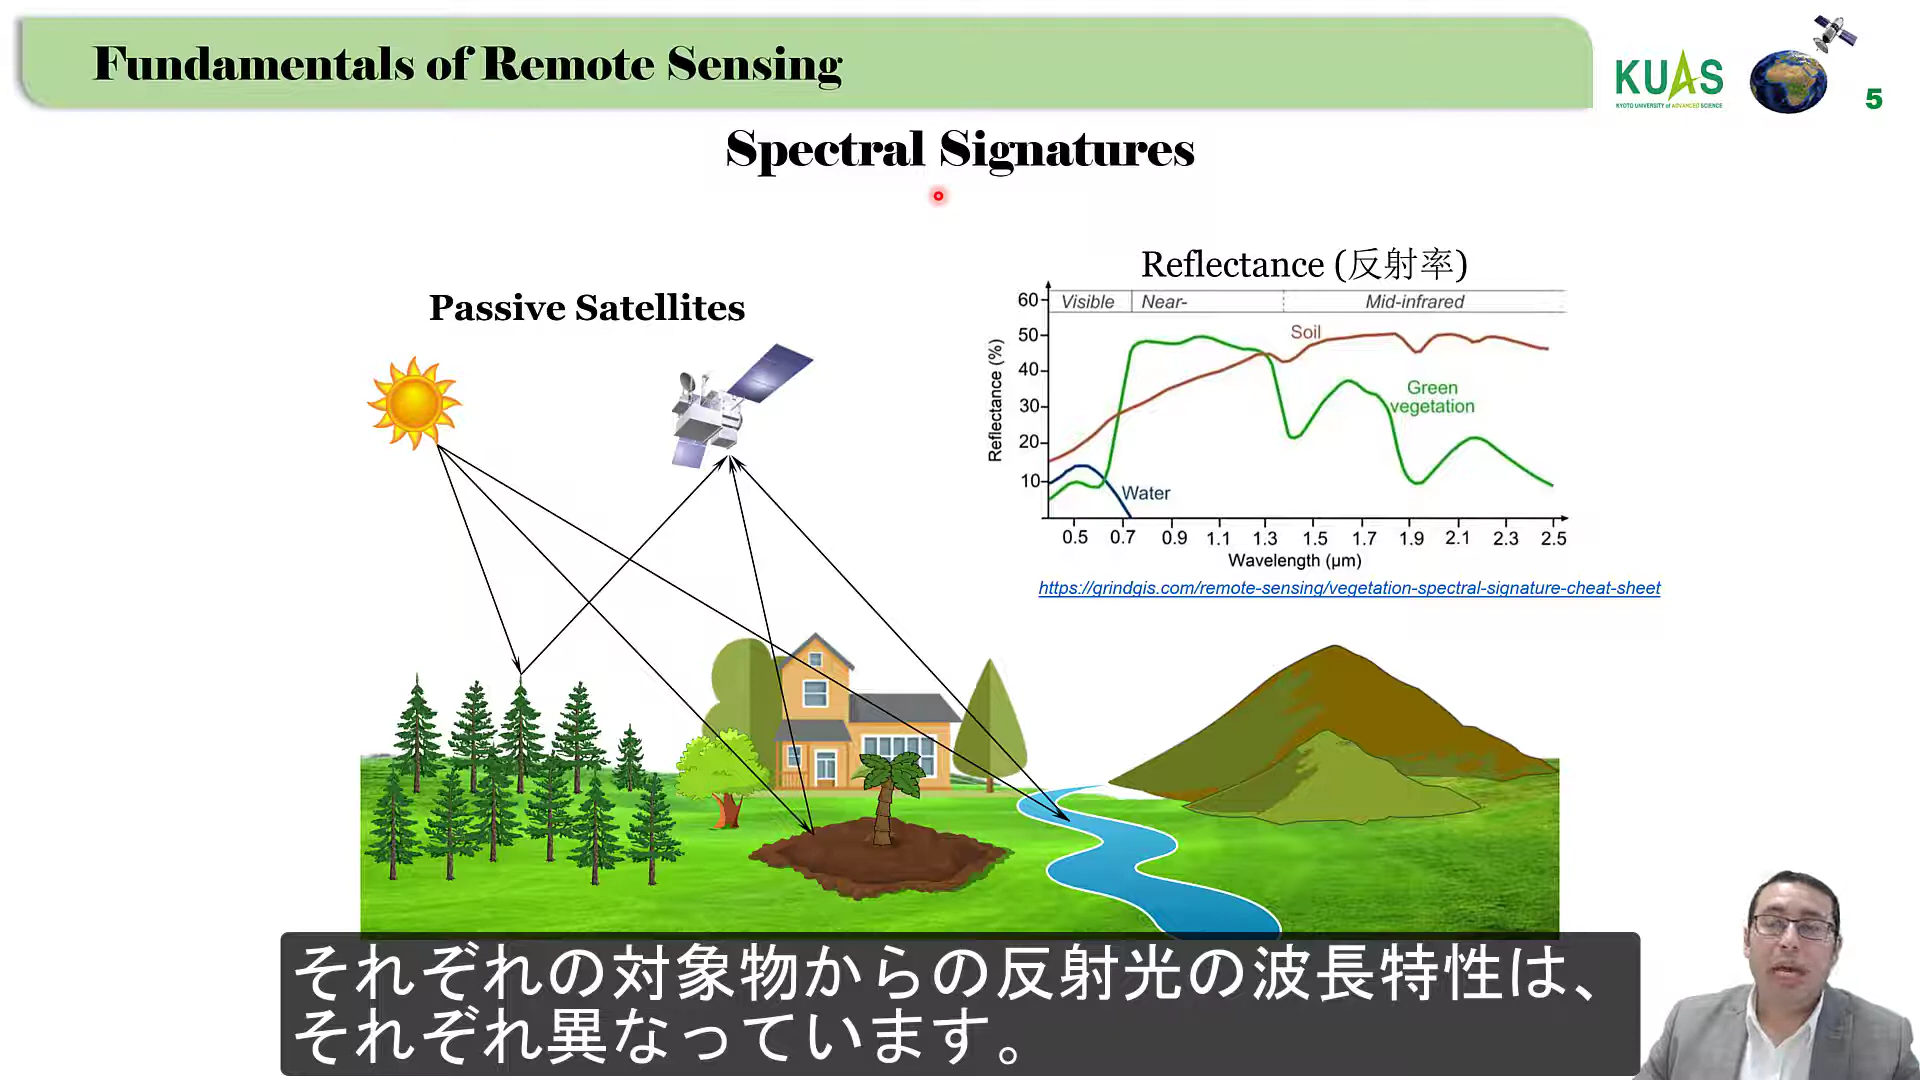 Fundamentals of Remote Sensing
KUAS
KYOTO UNIVERSITY of ADVANCED SCIENCE
5
Spectral Signatures
Passive Satellites
Reflectance (反射率)
Visible
Near-
Mid-infrared
60
50
40
30
20
10
Reflectance (%)
Soil
Green
vegetation
Water
0.5 0.7 0.9 1.1 1.3 1.5 1.7 1.9 2.1 2.3 2.5
Wavelength (µm)
https://grindgis.com/remote-sensing/vegetation-spectral-signature-cheat-sheet
それぞれの対象物からの反射光の波長特性は、
それぞれ異なっています。